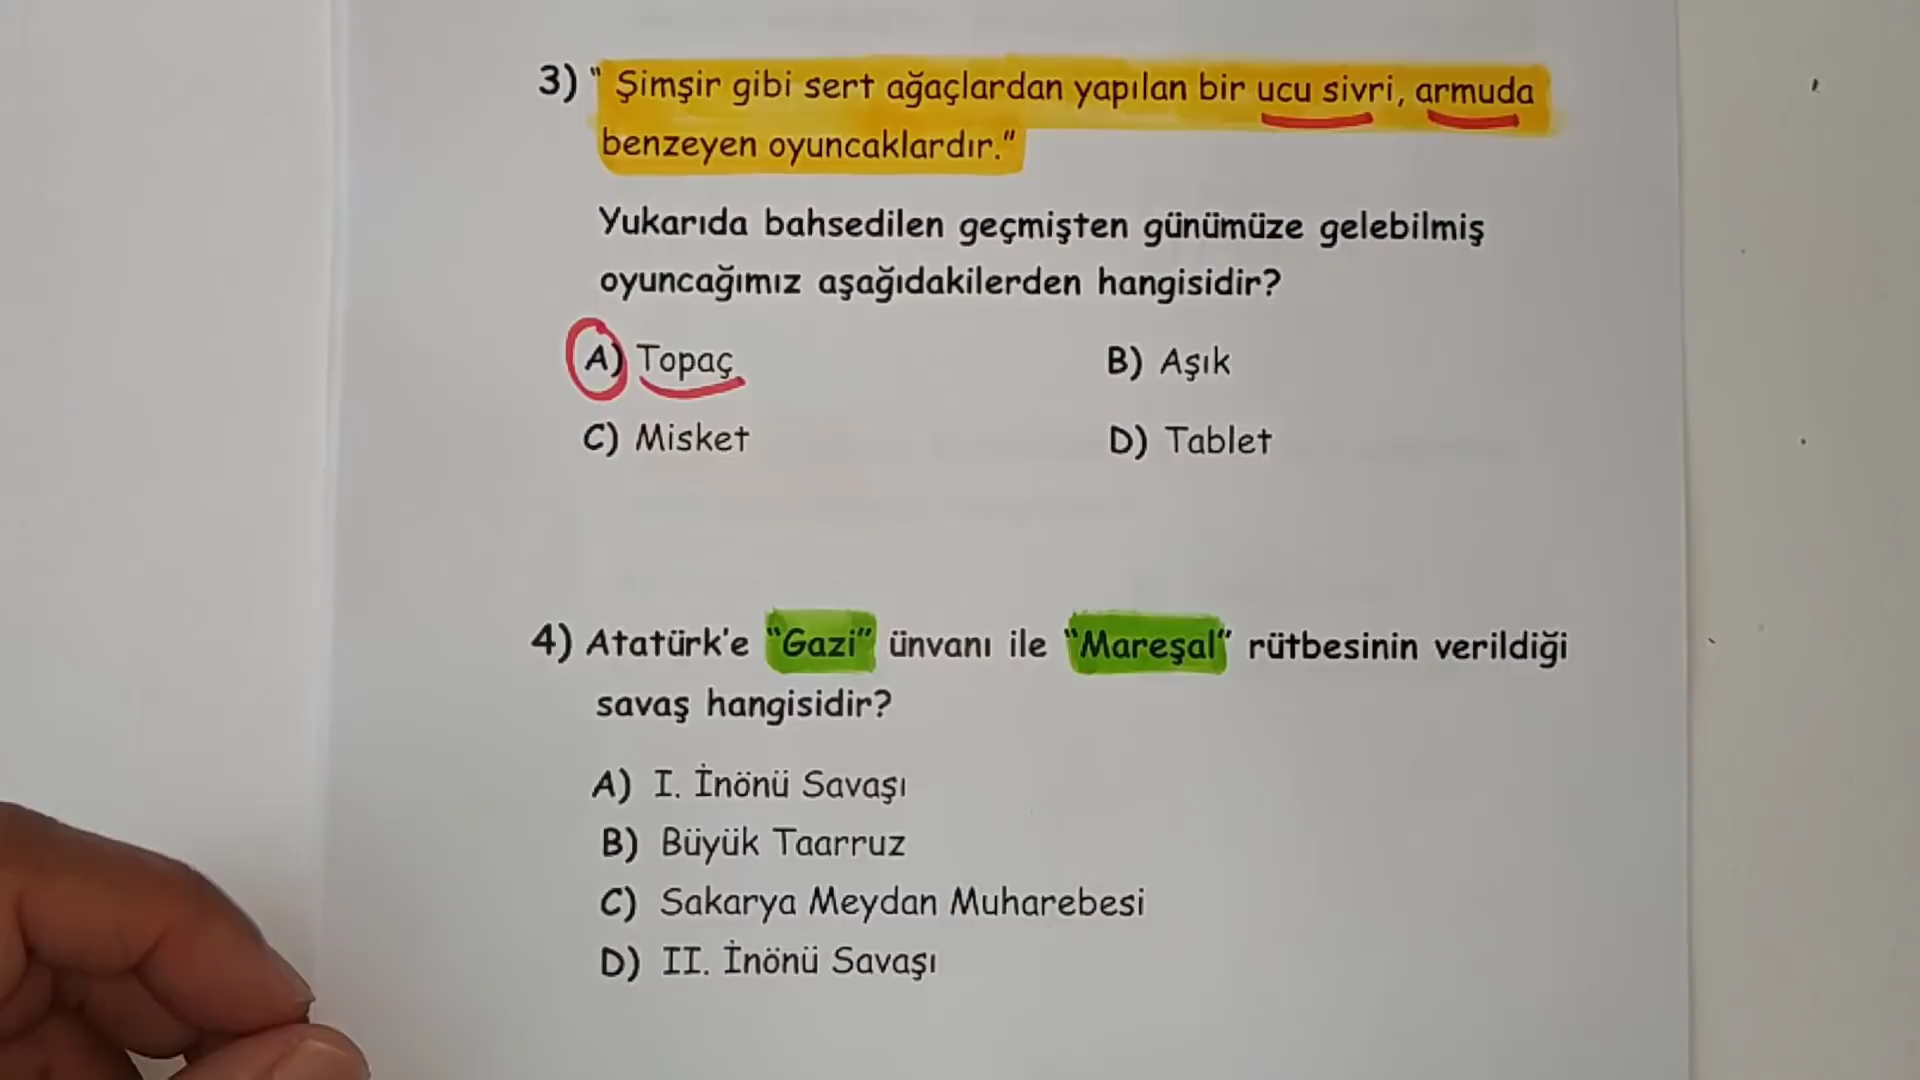 3) " Şimşir gibi sert ağaçlardan yapılan bir ucu sivri, armuda
benzeyen oyuncaklardır."
Yukarıda bahsedilen geçmişten günümüze gelebilmiş
oyuncağımız aşağıdakilerden hangisidir?
A) Topaç B) Aşık
C) Misket D) Tablet
4) Atatürk'e "Gazi" ünvanı ile "Mareşal" rütbesinin verildiği
savaş hangisidir?
A) I. İnönü Savaşı
B) Büyük Taarruz
C) Sakarya Meydan Muharebesi
D) II. İnönü Savaşı